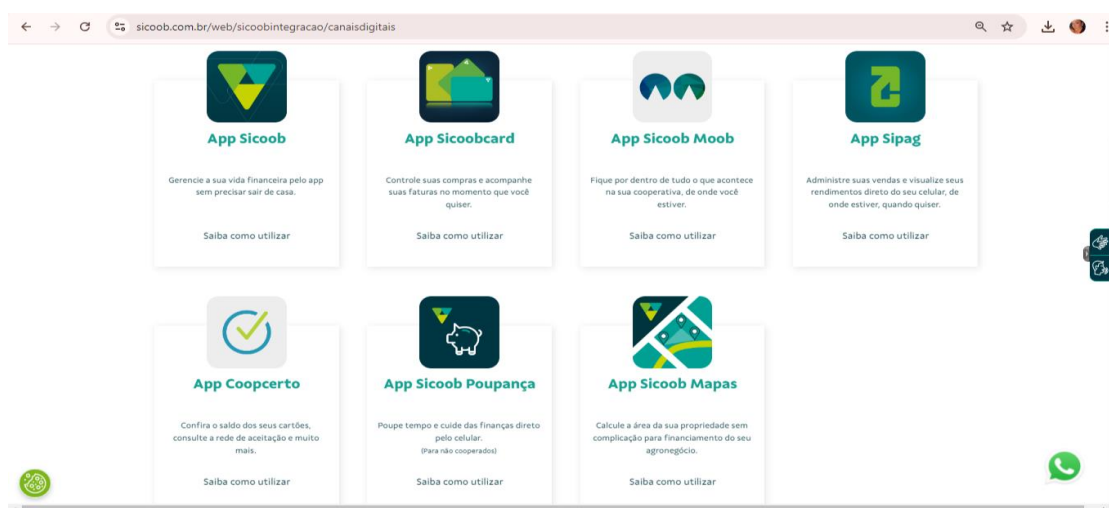 sicoob.com.br/web/sicoobintegracao/canaisdigitais
App Sicoob
Gerencie a sua vida financeira pelo app
sem precisar sair de casa.
Saiba como utilizar
App Sicoobcard
Controle suas compras e acompanhe
suas faturas no momento que você
quiser.
Saiba como utilizar
App Sicoob Moob
Fique por dentro de tudo o que acontece
na sua cooperativa, de onde você
estiver.
Saiba como utilizar
App Sipag
Administre suas vendas e visualize seus
rendimentos direto do seu celular, de
onde estiver, quando quiser.
Saiba como utilizar
App Coopcerto
Confira o saldo dos seus cartões,
consulte a rede de aceitação e muito
mais.
Saiba como utilizar
App Sicoob Poupança
Poupe tempo e cuide das finanças direto
pelo celular.
(Para não cooperados)
Saiba como utilizar
App Sicoob Mapas
Calcule a área da sua propriedade sem
complicação para financiamento do seu
agronegócio.
Saiba como utilizar